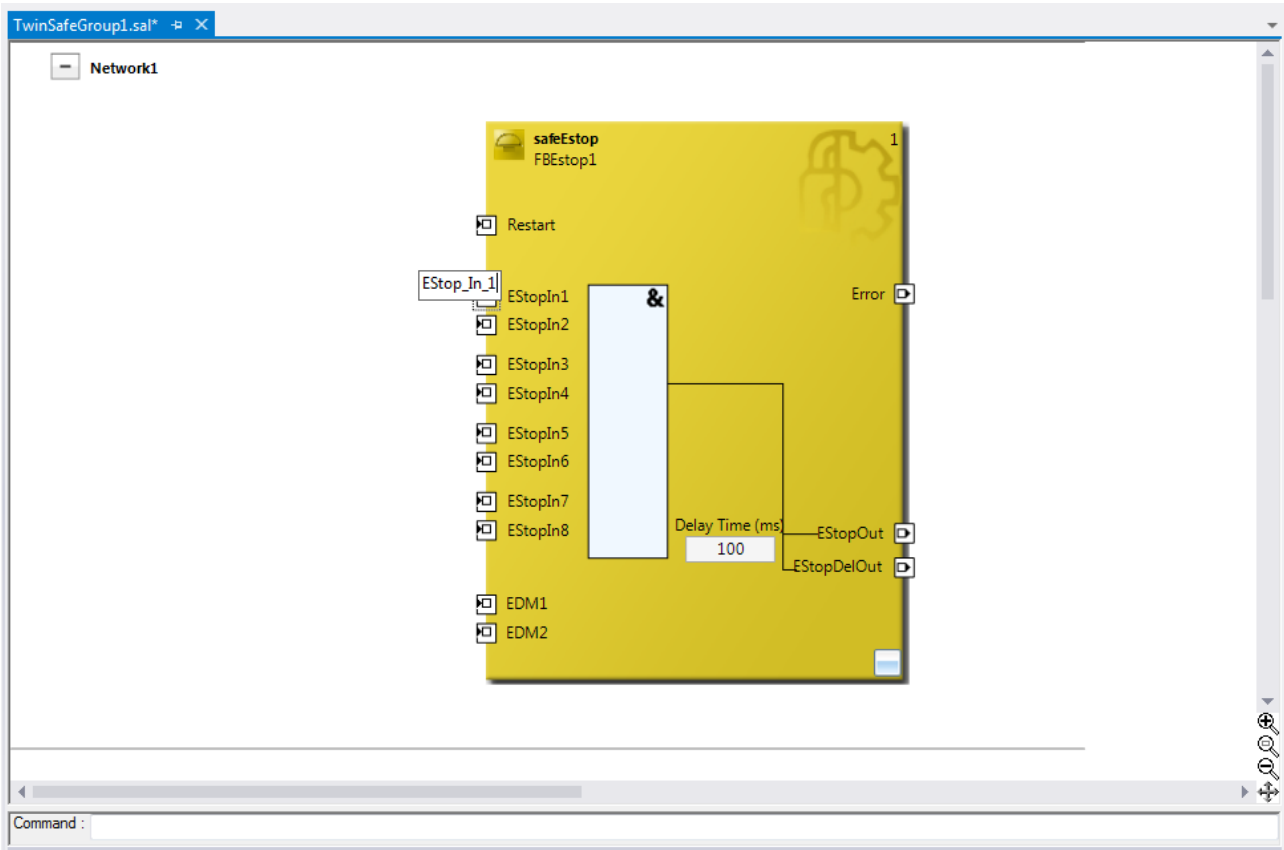 TwinSafeGroup1.sal*
Network1
safeEstop
FBEstop1
1
Restart
EStop_In_1
EStopIn1
&
Error
EStopIn2
EStopIn3
EStopIn4
EStopIn5
EStopIn6
EStopIn7
EStopIn8
Delay Time (ms)
100
EStopOut
EStopDelOut
EDM1
EDM2
Command :